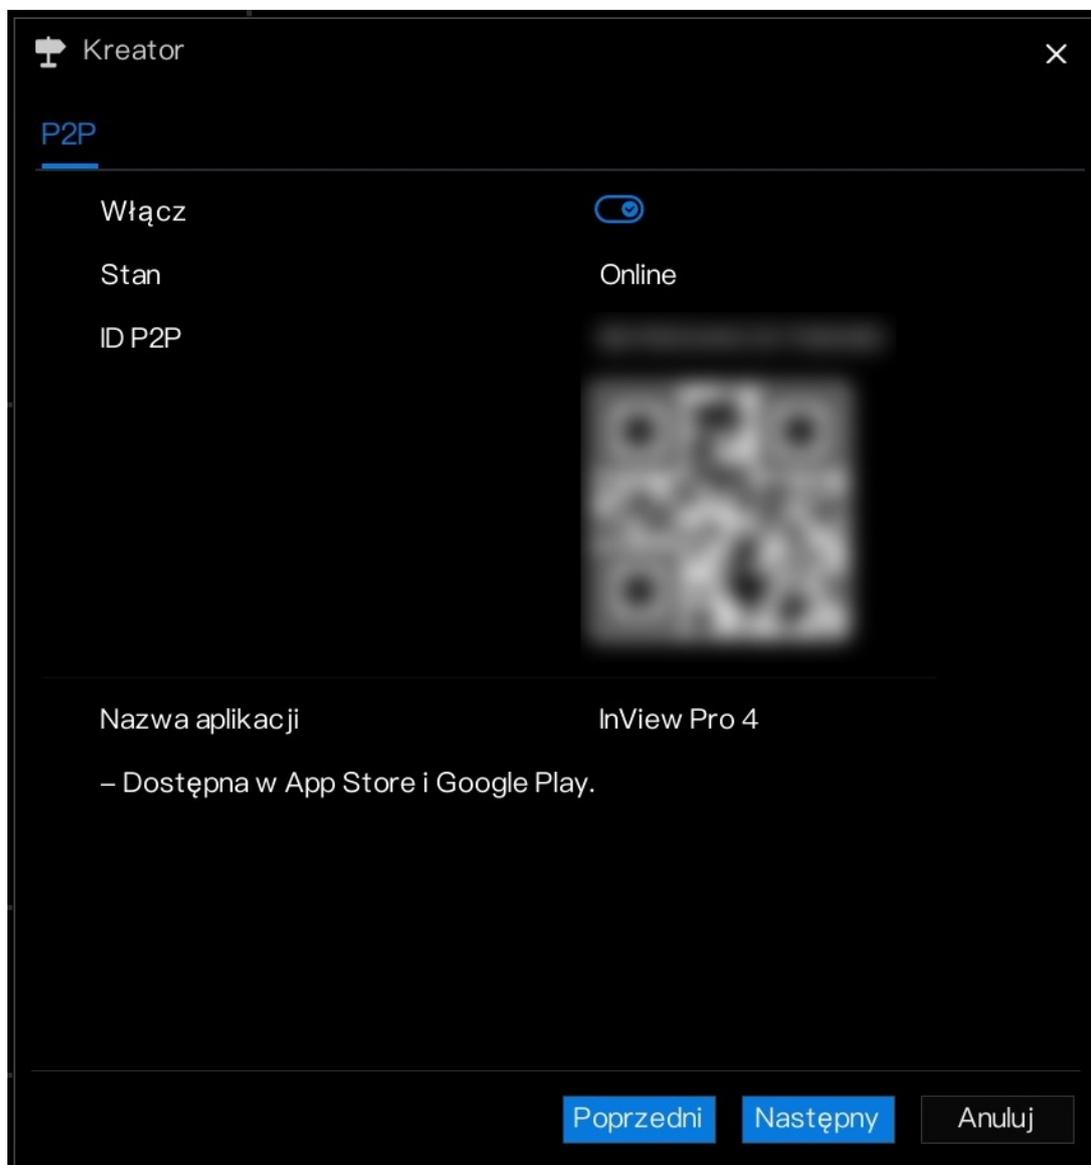 Kreator
P2P
Włącz
Stan Online
ID P2P
Nazwa aplikacji InView Pro 4
– Dostępna w App Store i Google Play.
Poprzedni Następny Anuluj